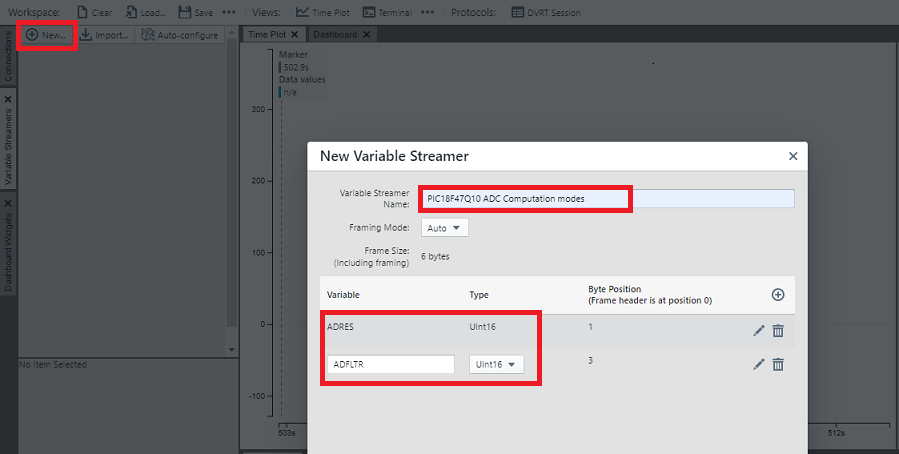 Workspace: Clear Load... Save ••• Views: Time Plot Terminal ••• Protocols: DVRT Session
New... Import... Auto-configure
Time Plot Dashboard
Connections
Variable Streamers
Dashboard Widgets
Marker
502.9s
Data values
n/a
300
200
100
0
-100
503s
512s
No Item Selected
New Variable Streamer
Variable Streamer Name: PIC18F47Q10 ADC Computation modes
Framing Mode: Auto
Frame Size: (Including framing) 6 bytes
Variable Type Byte Position
(Frame header is at position 0)
ADRES UInt16 1
ADFLTR UInt16 3